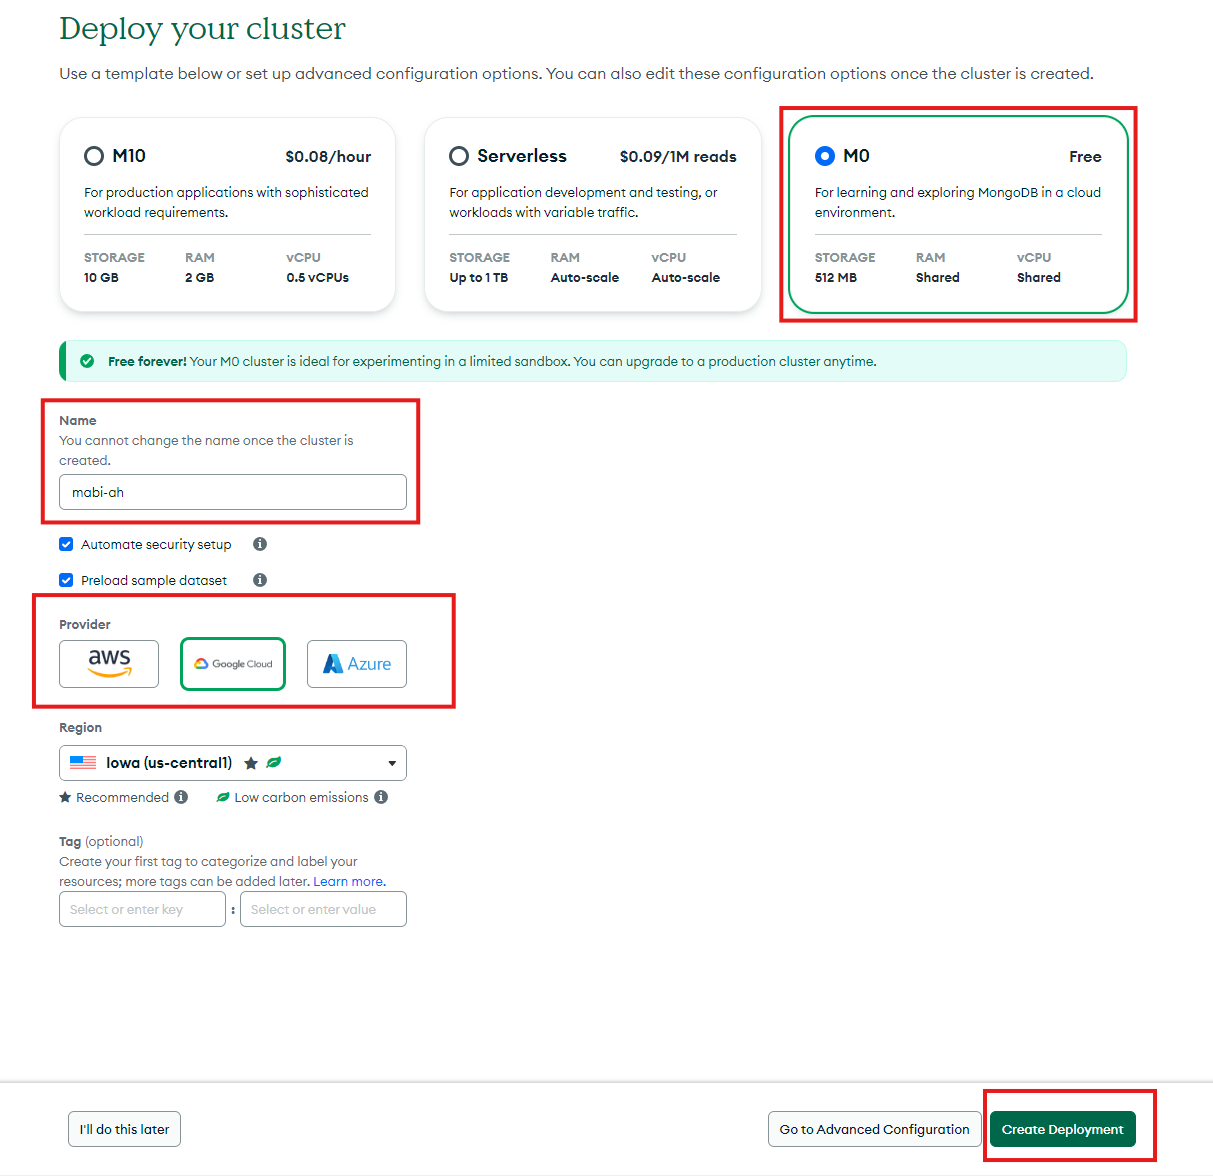 Deploy your cluster
Use a template below or set up advanced configuration options. You can also edit these configuration options once the cluster is created.
M10 $0.08/hour
For production applications with sophisticated
workload requirements.
STORAGE RAM vCPU
10 GB 2 GB 0.5 vCPUs
Serverless $0.09/1M reads
For application development and testing, or
workloads with variable traffic.
STORAGE RAM vCPU
Up to 1 TB Auto-scale Auto-scale
M0 Free
For learning and exploring MongoDB in a cloud
environment.
STORAGE RAM vCPU
512 MB Shared Shared
Free forever! Your M0 cluster is ideal for experimenting in a limited sandbox. You can upgrade to a production cluster anytime.
Name
You cannot change the name once the cluster is
created.
mabi-ah
Automate security setup
Preload sample dataset
Provider
aws Google Cloud Azure
Region
Iowa (us-central1)
Recommended Low carbon emissions
Tag (optional)
Create your first tag to categorize and label your
resources; more tags can be added later. Learn more.
Select or enter key : Select or enter value
I'll do this later Go to Advanced Configuration Create Deployment